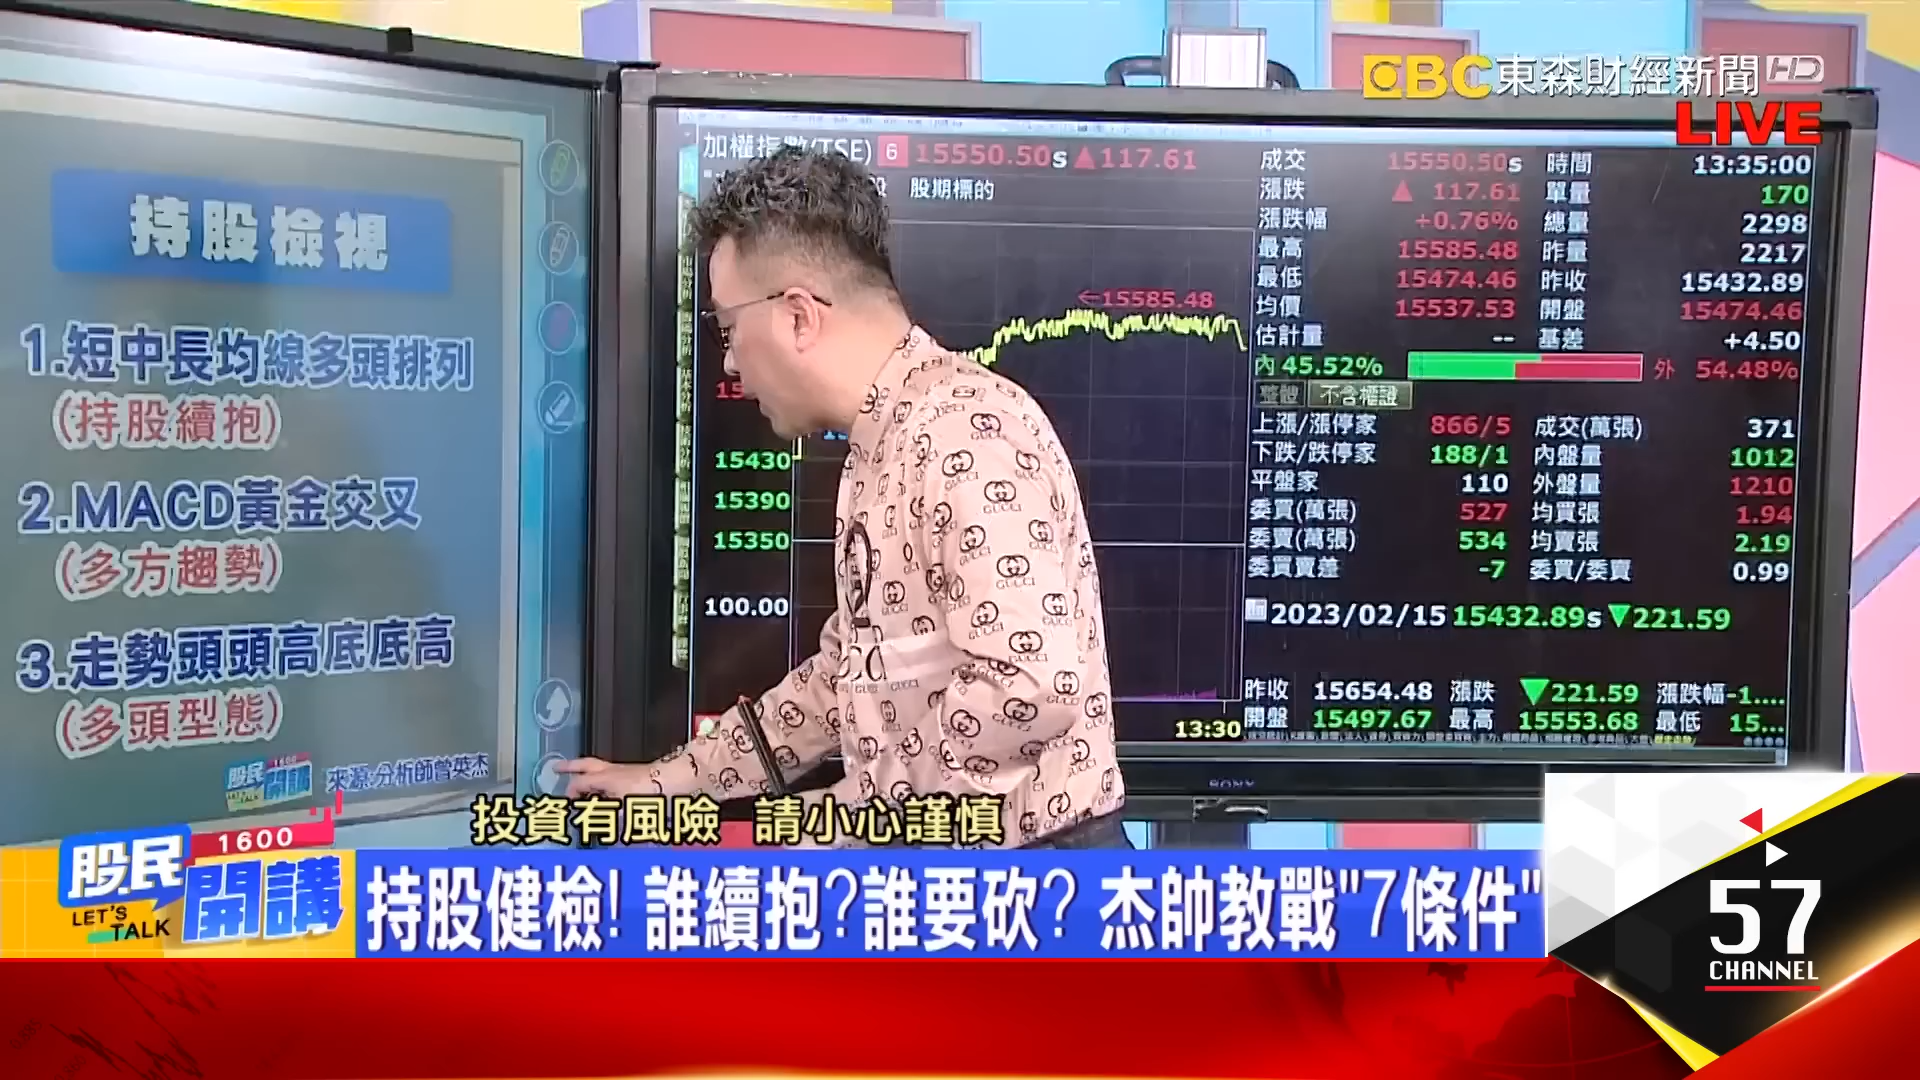 EBC東森財經新聞HD
LIVE
持股檢視
1.短中長均線多頭排列
(持股續抱)
2.MACD黃金交叉
(多方趨勢)
3.走勢頭頭高底底高
(多頭型態)
股民開講 來源:分析師曾英杰
加權指數(TSE) 6 15550.50s ▲117.61
股期標的
←15585.48
15430
15390
15350
100.00
13:30
成交 15550.50s 時間 13:35:00
漲跌 ▲ 117.61 單量 170
漲跌幅 +0.76% 總量 2298
最高 15585.48 昨量 2217
最低 15474.46 昨收 15432.89
均價 15537.53 開盤 15474.46
估計量 -- 基差 +4.50
內 45.52% 外 54.48%
整體 不含權證
上漲/漲停家 866/5 成交(萬張) 371
下跌/跌停家 188/1 內盤量 1012
平盤家 110 外盤量 1210
委買(萬張) 527 均買張 1.94
委賣(萬張) 534 均賣張 2.19
委買賣差 -7 委買/委賣 0.99
2023/02/15 15432.89s ▼221.59
昨收 15654.48 漲跌 ▼221.59 漲跌幅-1....
開盤 15497.67 最高 15553.68 最低 15...
SONY
GUCCI
投資有風險 請小心謹慎
1600
股民開講
LET'S TALK
持股健檢! 誰續抱?誰要砍? 杰帥教戰"7條件"
57
CHANNEL